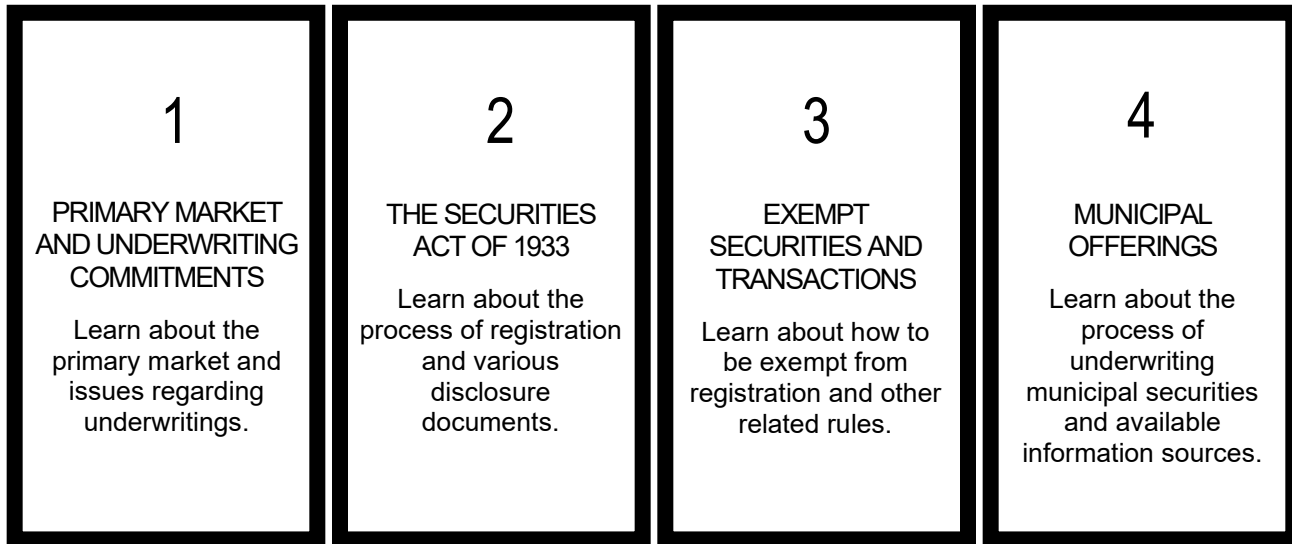 1
PRIMARY MARKET
AND UNDERWRITING
COMMITMENTS
Learn about the
primary market and
issues regarding
underwritings.
2
THE SECURITIES
ACT OF 1933
Learn about the
process of registration
and various
disclosure
documents.
3
EXEMPT
SECURITIES AND
TRANSACTIONS
Learn about how to
be exempt from
registration and other
related rules.
4
MUNICIPAL
OFFERINGS
Learn about the
process of
underwriting
municipal securities
and available
information sources.